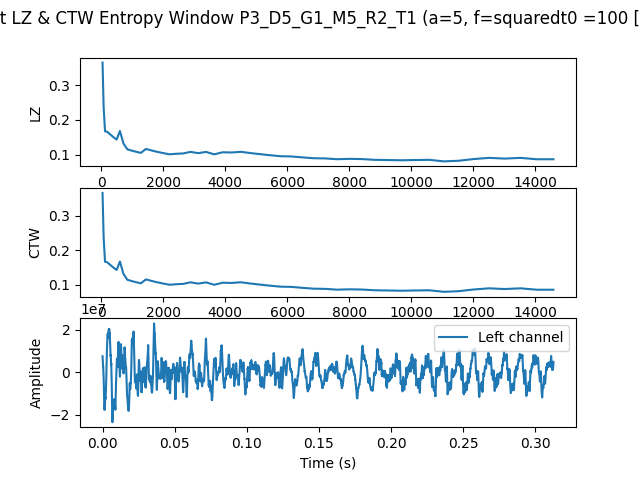 t LZ & CTW Entropy Window P3_D5_G1_M5_R2_T1 (a=5, f=squaredt0 =100 [
0.3
0.2
0.1
LZ
0 2000 4000 6000 8000 10000 12000 14000
0.3
0.2
0.1
CTW
0 2000 4000 6000 8000 10000 12000 14000
1e7
2
0
−2
Amplitude
Left channel
0.00 0.05 0.10 0.15 0.20 0.25 0.30
Time (s)